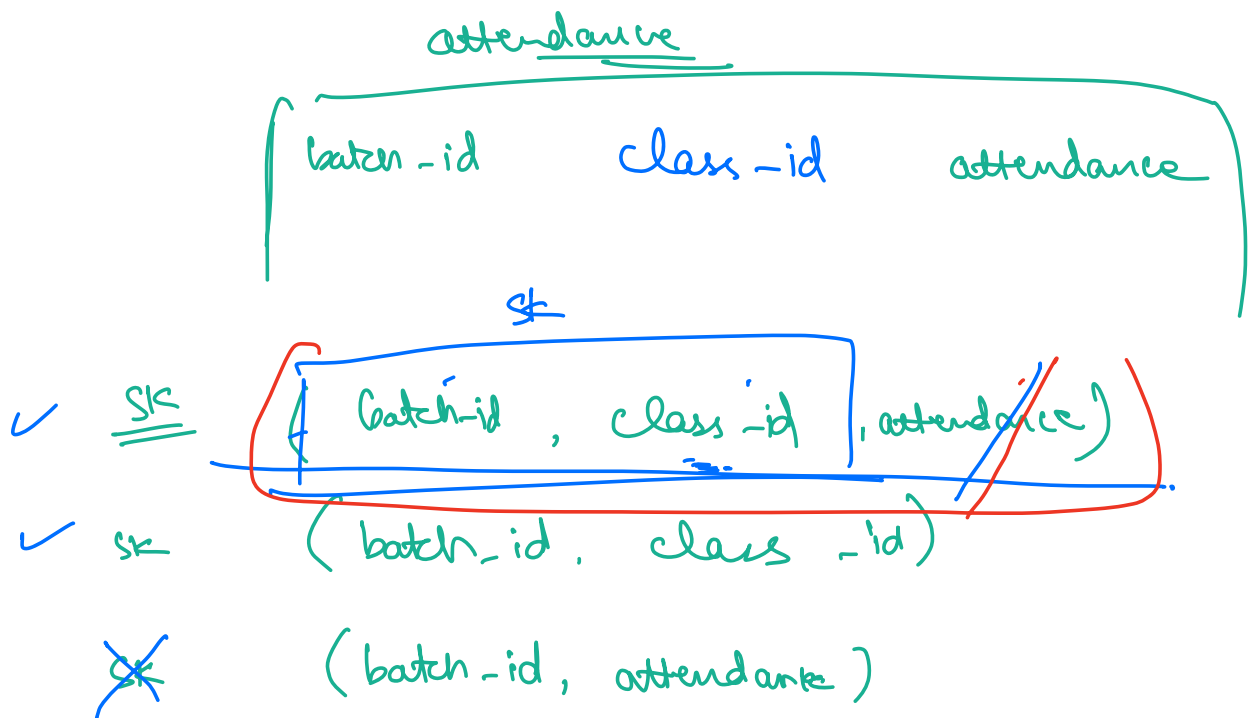 attendance
batch_id class_id attendance
SK
SK (batch_id, class_id, attendance)
SK (batch_id, class_id)
SK (batch_id, attendance)